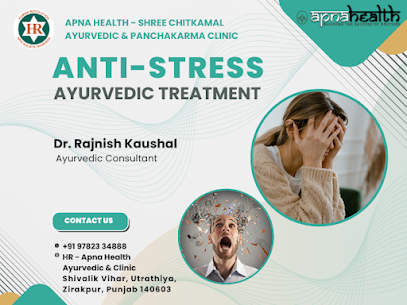 APNA HEALTH - SHREE CHITKAMAL
AYURVEDIC & PANCHAKARMA CLINIC
apnahealth
HR
ANTI-STRESS
AYURVEDIC TREATMENT
Dr. Rajnish Kaushal
Ayurvedic Consultant
CONTACT US
+91 97823 34888
HR - Apna Health
Ayurvedic & Clinic
Shivalik Vihar, Utrathiya,
Zirakpur, Punjab 140603